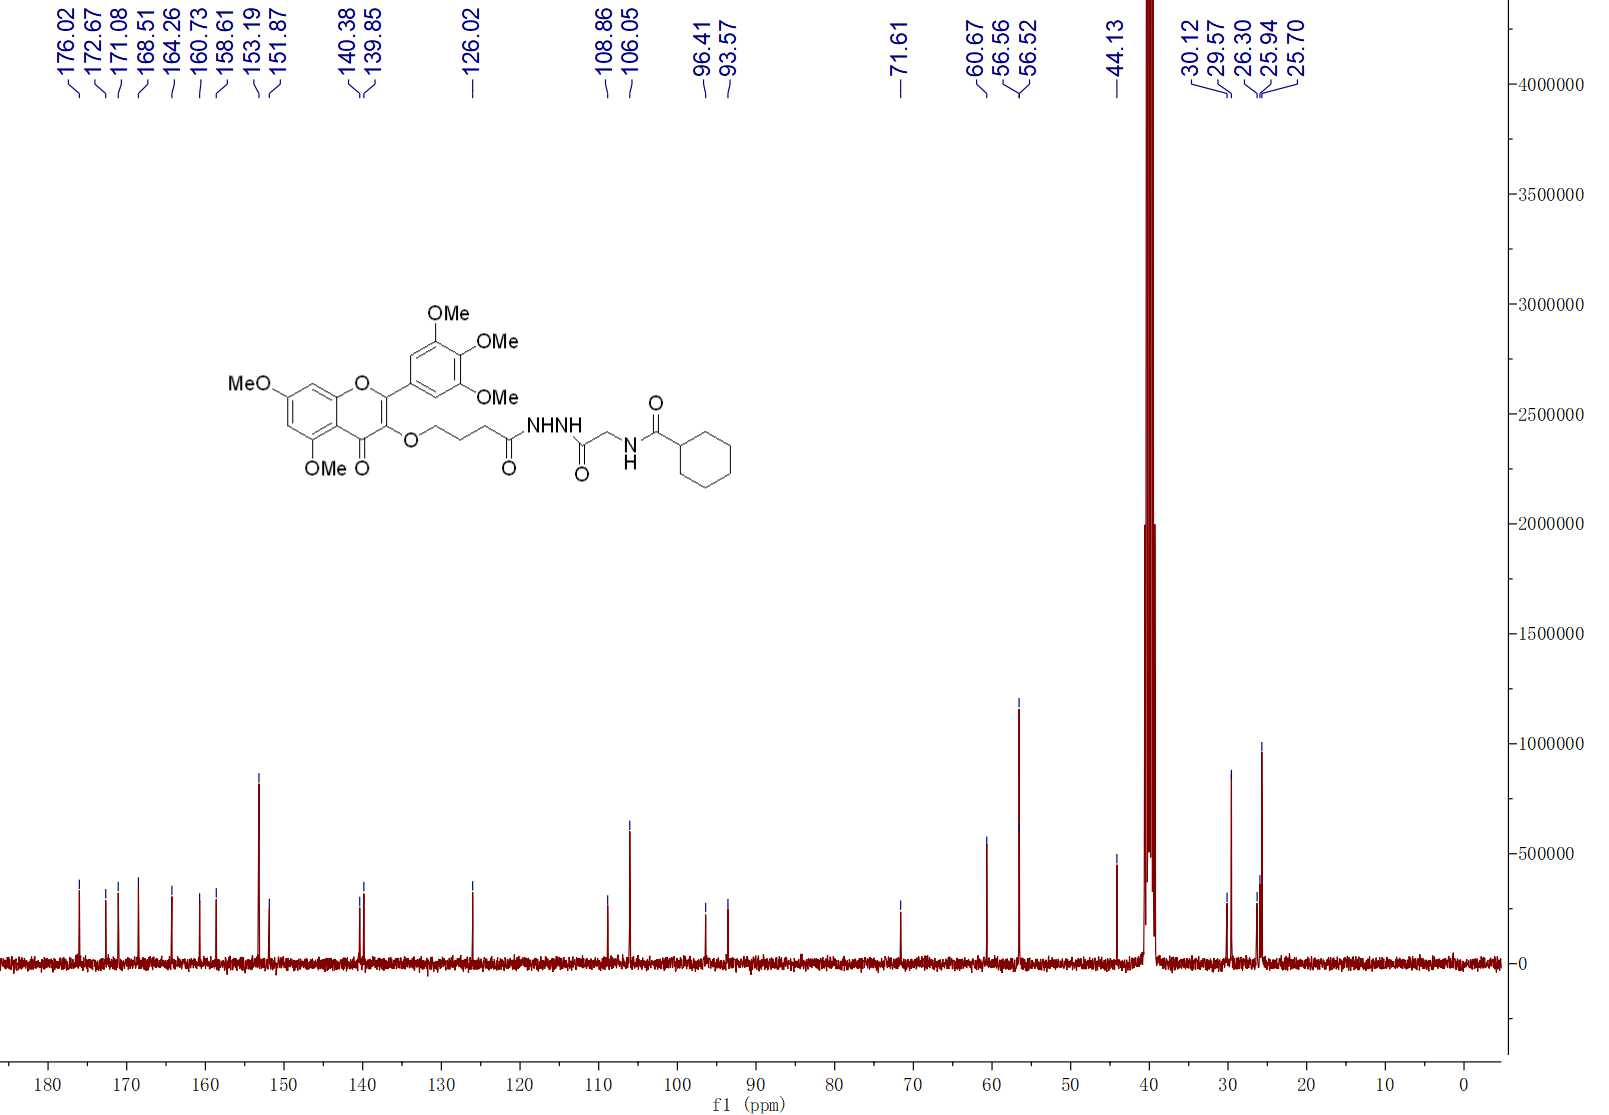 176.02
172.67
171.08
168.51
164.26
160.73
158.61
153.19
151.87
140.38
139.85
126.02
108.86
106.05
96.41
93.57
71.61
60.67
56.56
56.52
44.13
30.12
29.57
26.30
25.94
25.70
4000000
3500000
3000000
2500000
2000000
1500000
1000000
500000
0
OMe
OMe
MeO
O
OMe
O
NHNH
O
N
H
OMe
O
O
O
180 170 160 150 140 130 120 110 100 90 80 70 60 50 40 30 20 10 0
f1 (ppm)